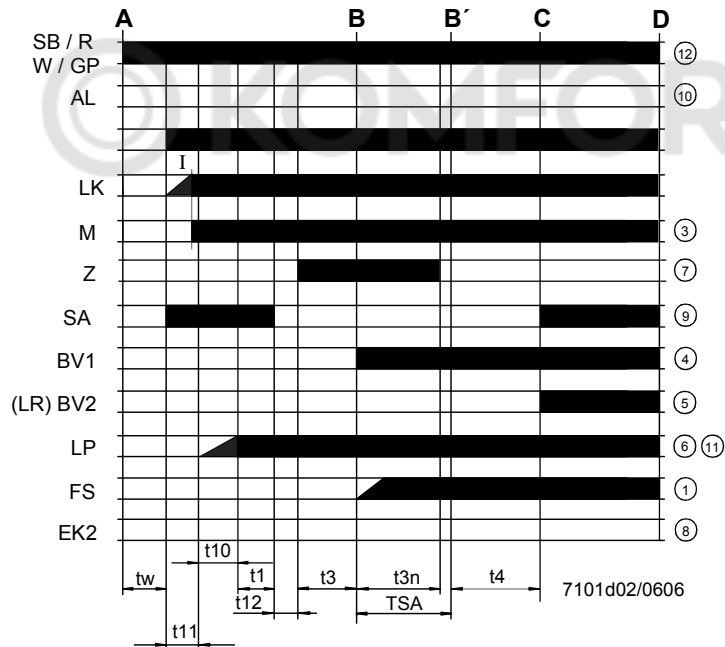 A B B´ C D
SB / R
W / GP
12
AL 10
I
LK
M 3
Z 7
SA 9
BV1 4
(LR) BV2 5
LP 6 11
FS 1
EK2 8
t10
tw t1 t3 t3n t4 7101d02/0606
t12 TSA
t11
KOMFOR